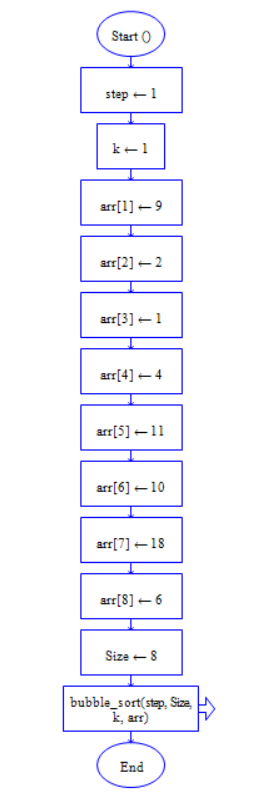 Start ()
step ← 1
k ← 1
arr[1] ← 9
arr[2] ← 2
arr[3] ← 1
arr[4] ← 4
arr[5] ← 11
arr[6] ← 10
arr[7] ← 18
arr[8] ← 6
Size ← 8
bubble_sort(step, Size,
k, arr)
End